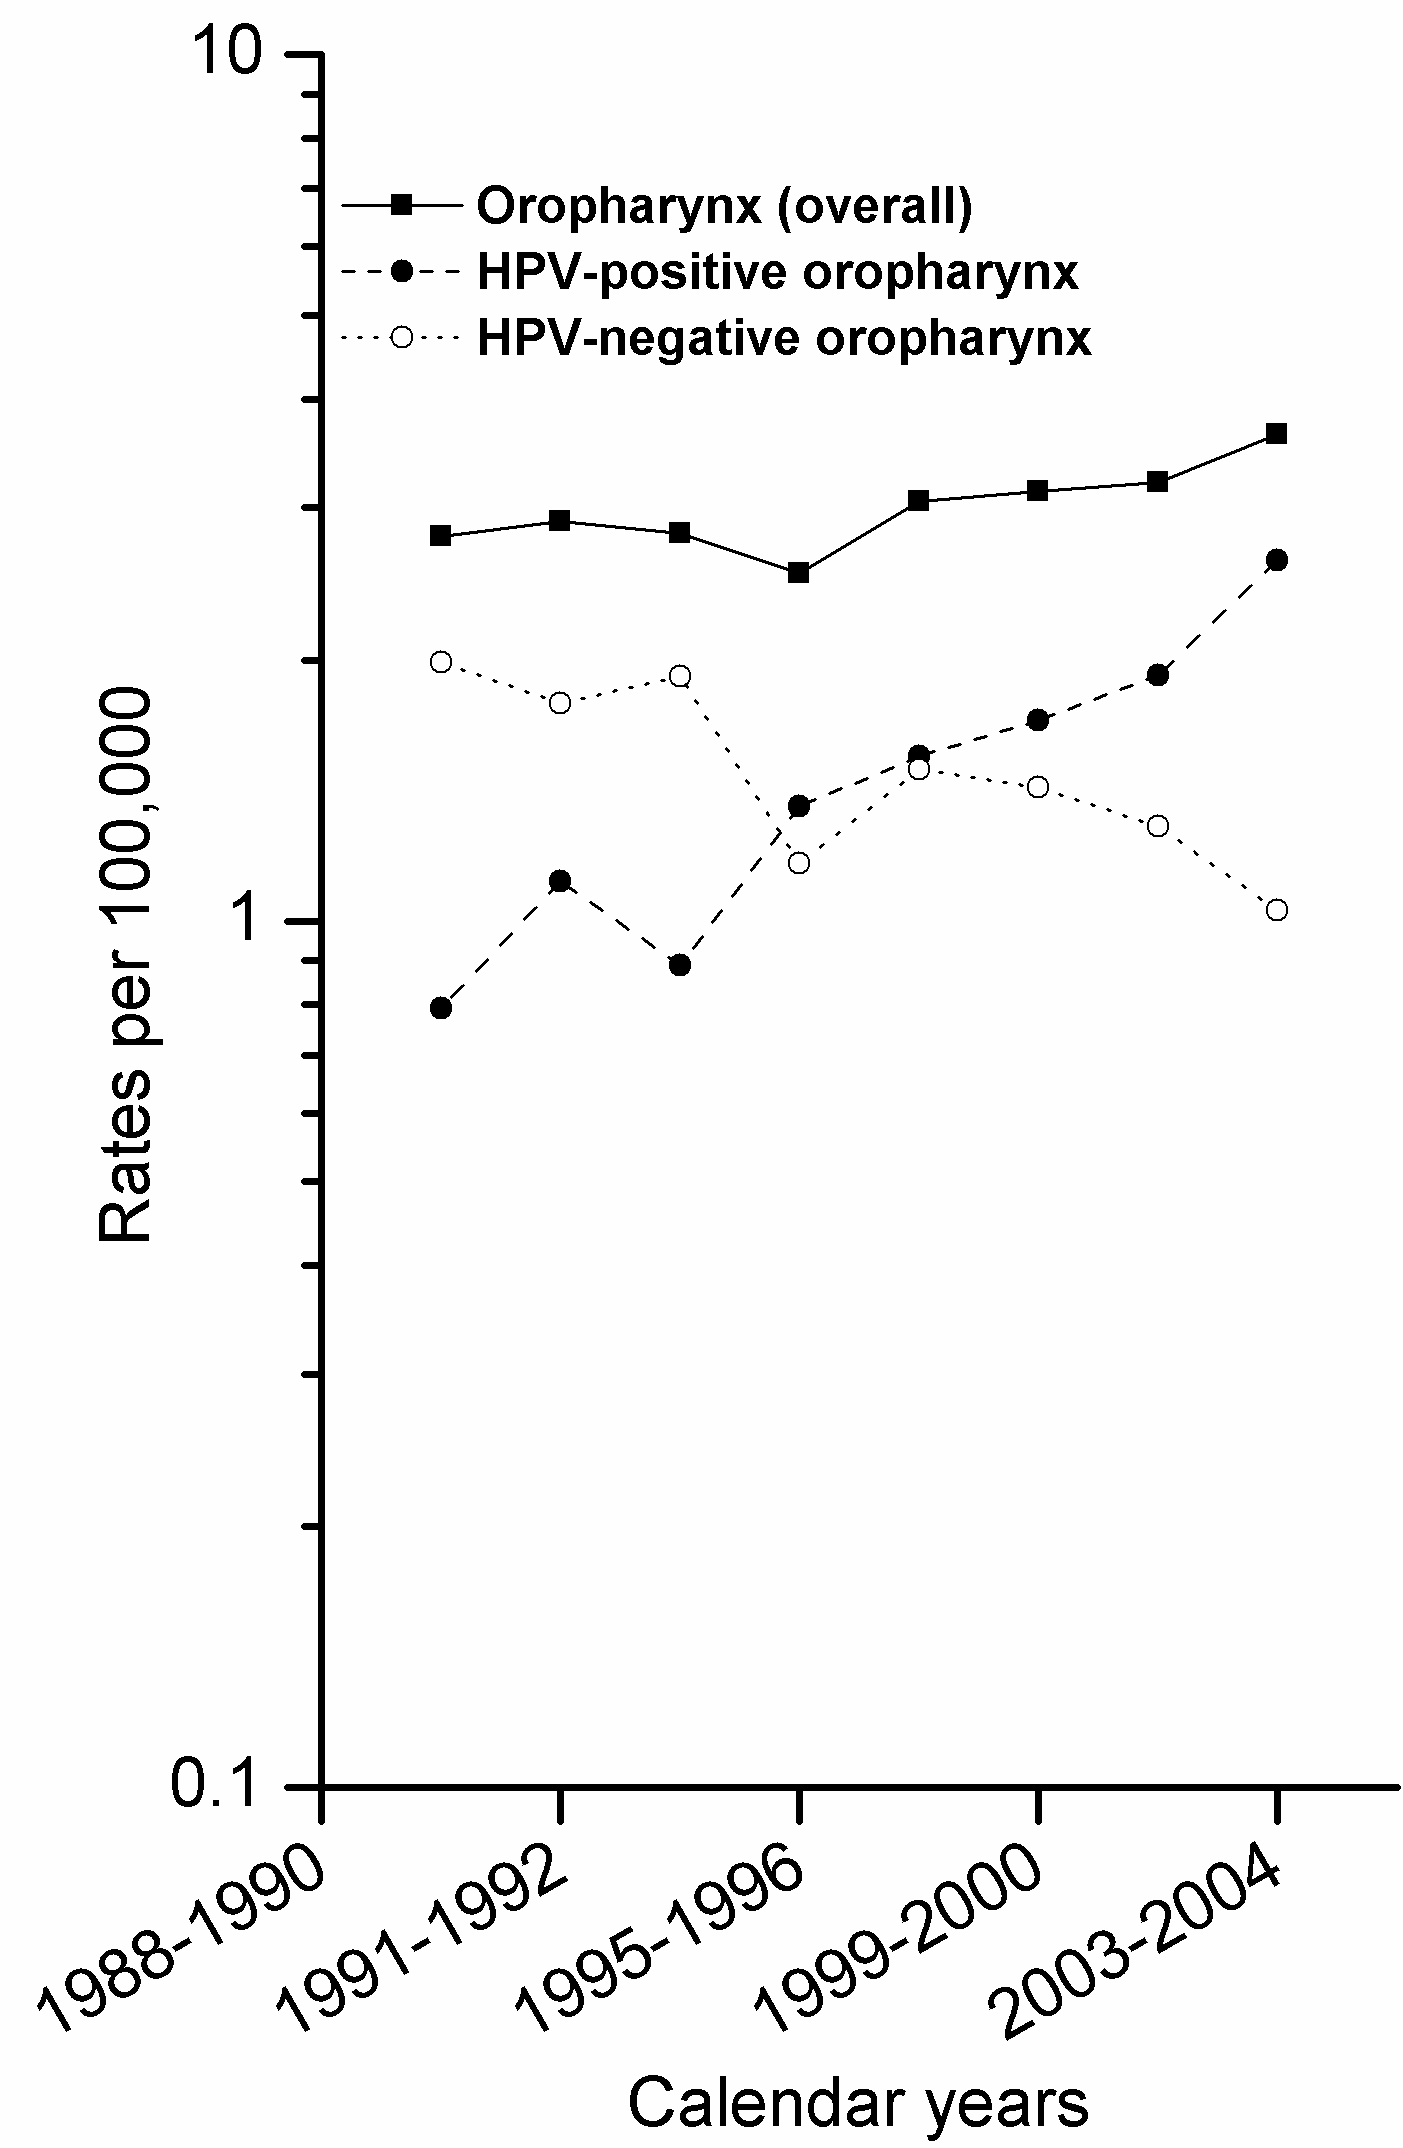 10
Oropharynx (overall)
HPV-positive oropharynx
HPV-negative oropharynx
Rates per 100,000
1
0.1
1988-1990
1991-1992
1995-1996
1999-2000
2003-2004
Calendar years